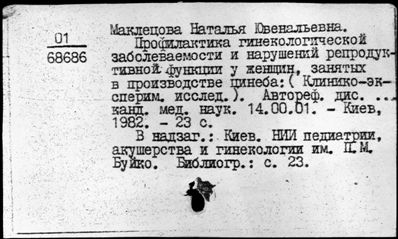 01
68686
Маклецова Наталья Ювенальевна.
Профилактика гинекологической
заболеваемости и нарушений репродук-
тивной функции у женщин, занятых
в производстве цинеба: ( Клинико-эк-
сперим. исслед.). Автореф. дис. ...
канд. мед. наук. 14.00.01. - Киев,
1982. - 23 с.
В надзаг.: Киев. НИИ педиатрии,
акушерства и гинекологии им. П.М.
Буйко. Библиогр.: с. 23.